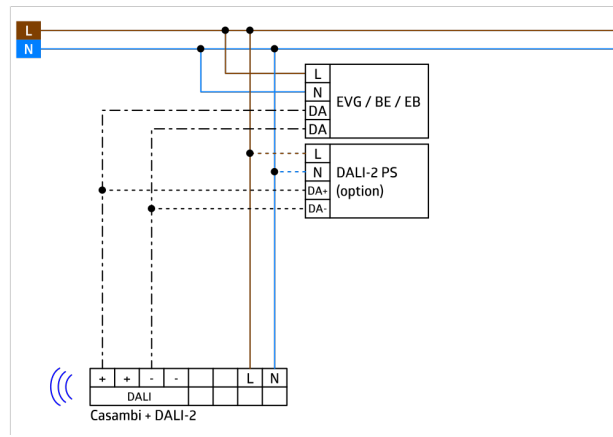 L
N
L
N
DA
DA
EVG / BE / EB
L
N
DA+
DA-
DALI-2 PS
(option)
+ + - - L N
DALI
Casambi + DALI-2